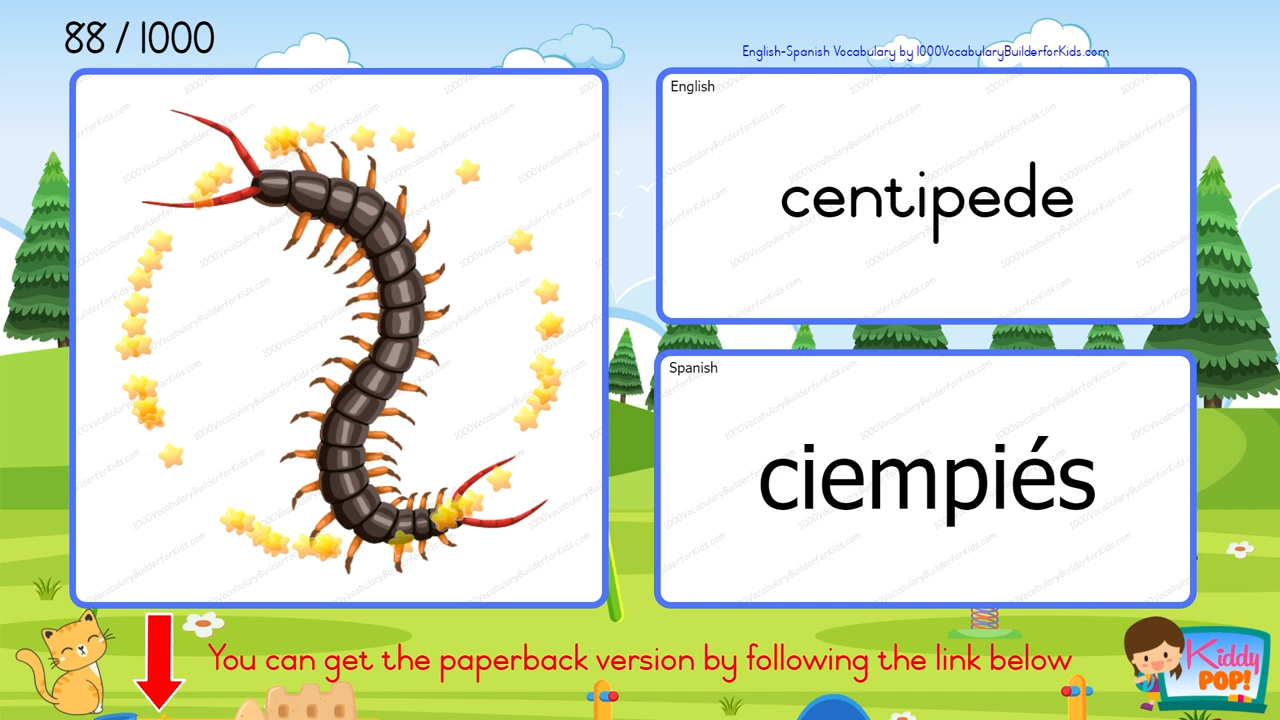 88 / 1000
English-Spanish Vocabulary by 1000VocabularyBuilderforKids.com
English
centipede
Spanish
ciempiés
You can get the paperback version by following the link below
Kiddy
POP!